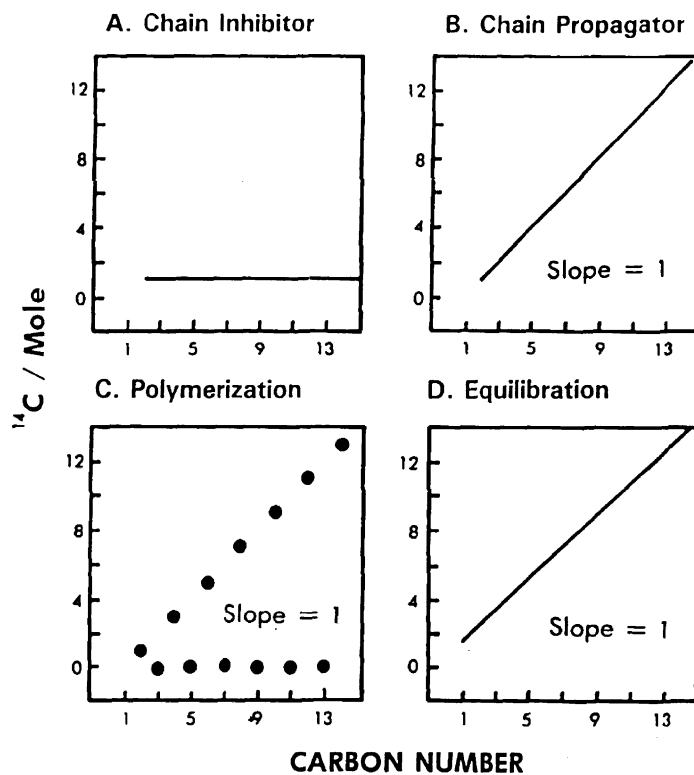 A. Chain Inhibitor
B. Chain Propagator
12
8
4
0
1 5 9 13
12
8
4
0
Slope = 1
1 5 9 13
C. Polymerization
D. Equilibration
12
8
4
0
Slope = 1
1 5 9 13
12
8
4
0
Slope = 1
1 5 9 13
14C / Mole
CARBON NUMBER